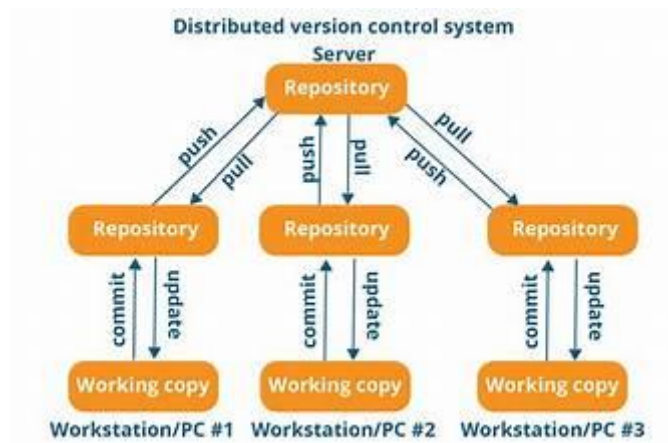 Distributed version control system
Server
Repository
push
pull
push
pull
pull
push
Repository
Repository
Repository
commit
update
commit
update
commit
update
Working copy
Working copy
Working copy
Workstation/PC #1
Workstation/PC #2
Workstation/PC #3